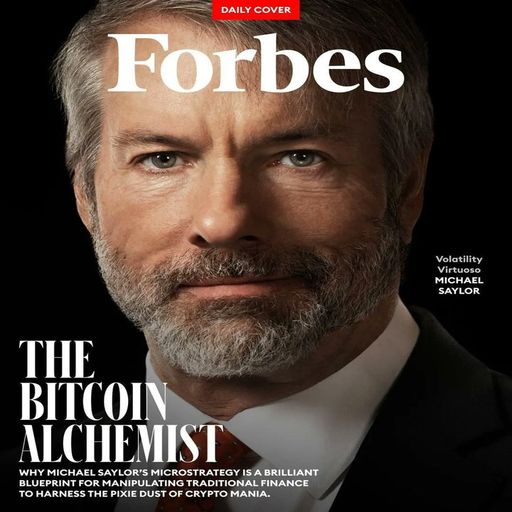 DAILY COVER
Forbes
Volatility
Virtuoso
MICHAEL
SAYLOR
THE
BITCOIN
ALCHEMIST
WHY MICHAEL SAYLOR'S MICROSTRATEGY IS A BRILLIANT
BLUEPRINT FOR MANIPULATING TRADITIONAL FINANCE
TO HARNESS THE PIXIE DUST OF CRYPTO MANIA.